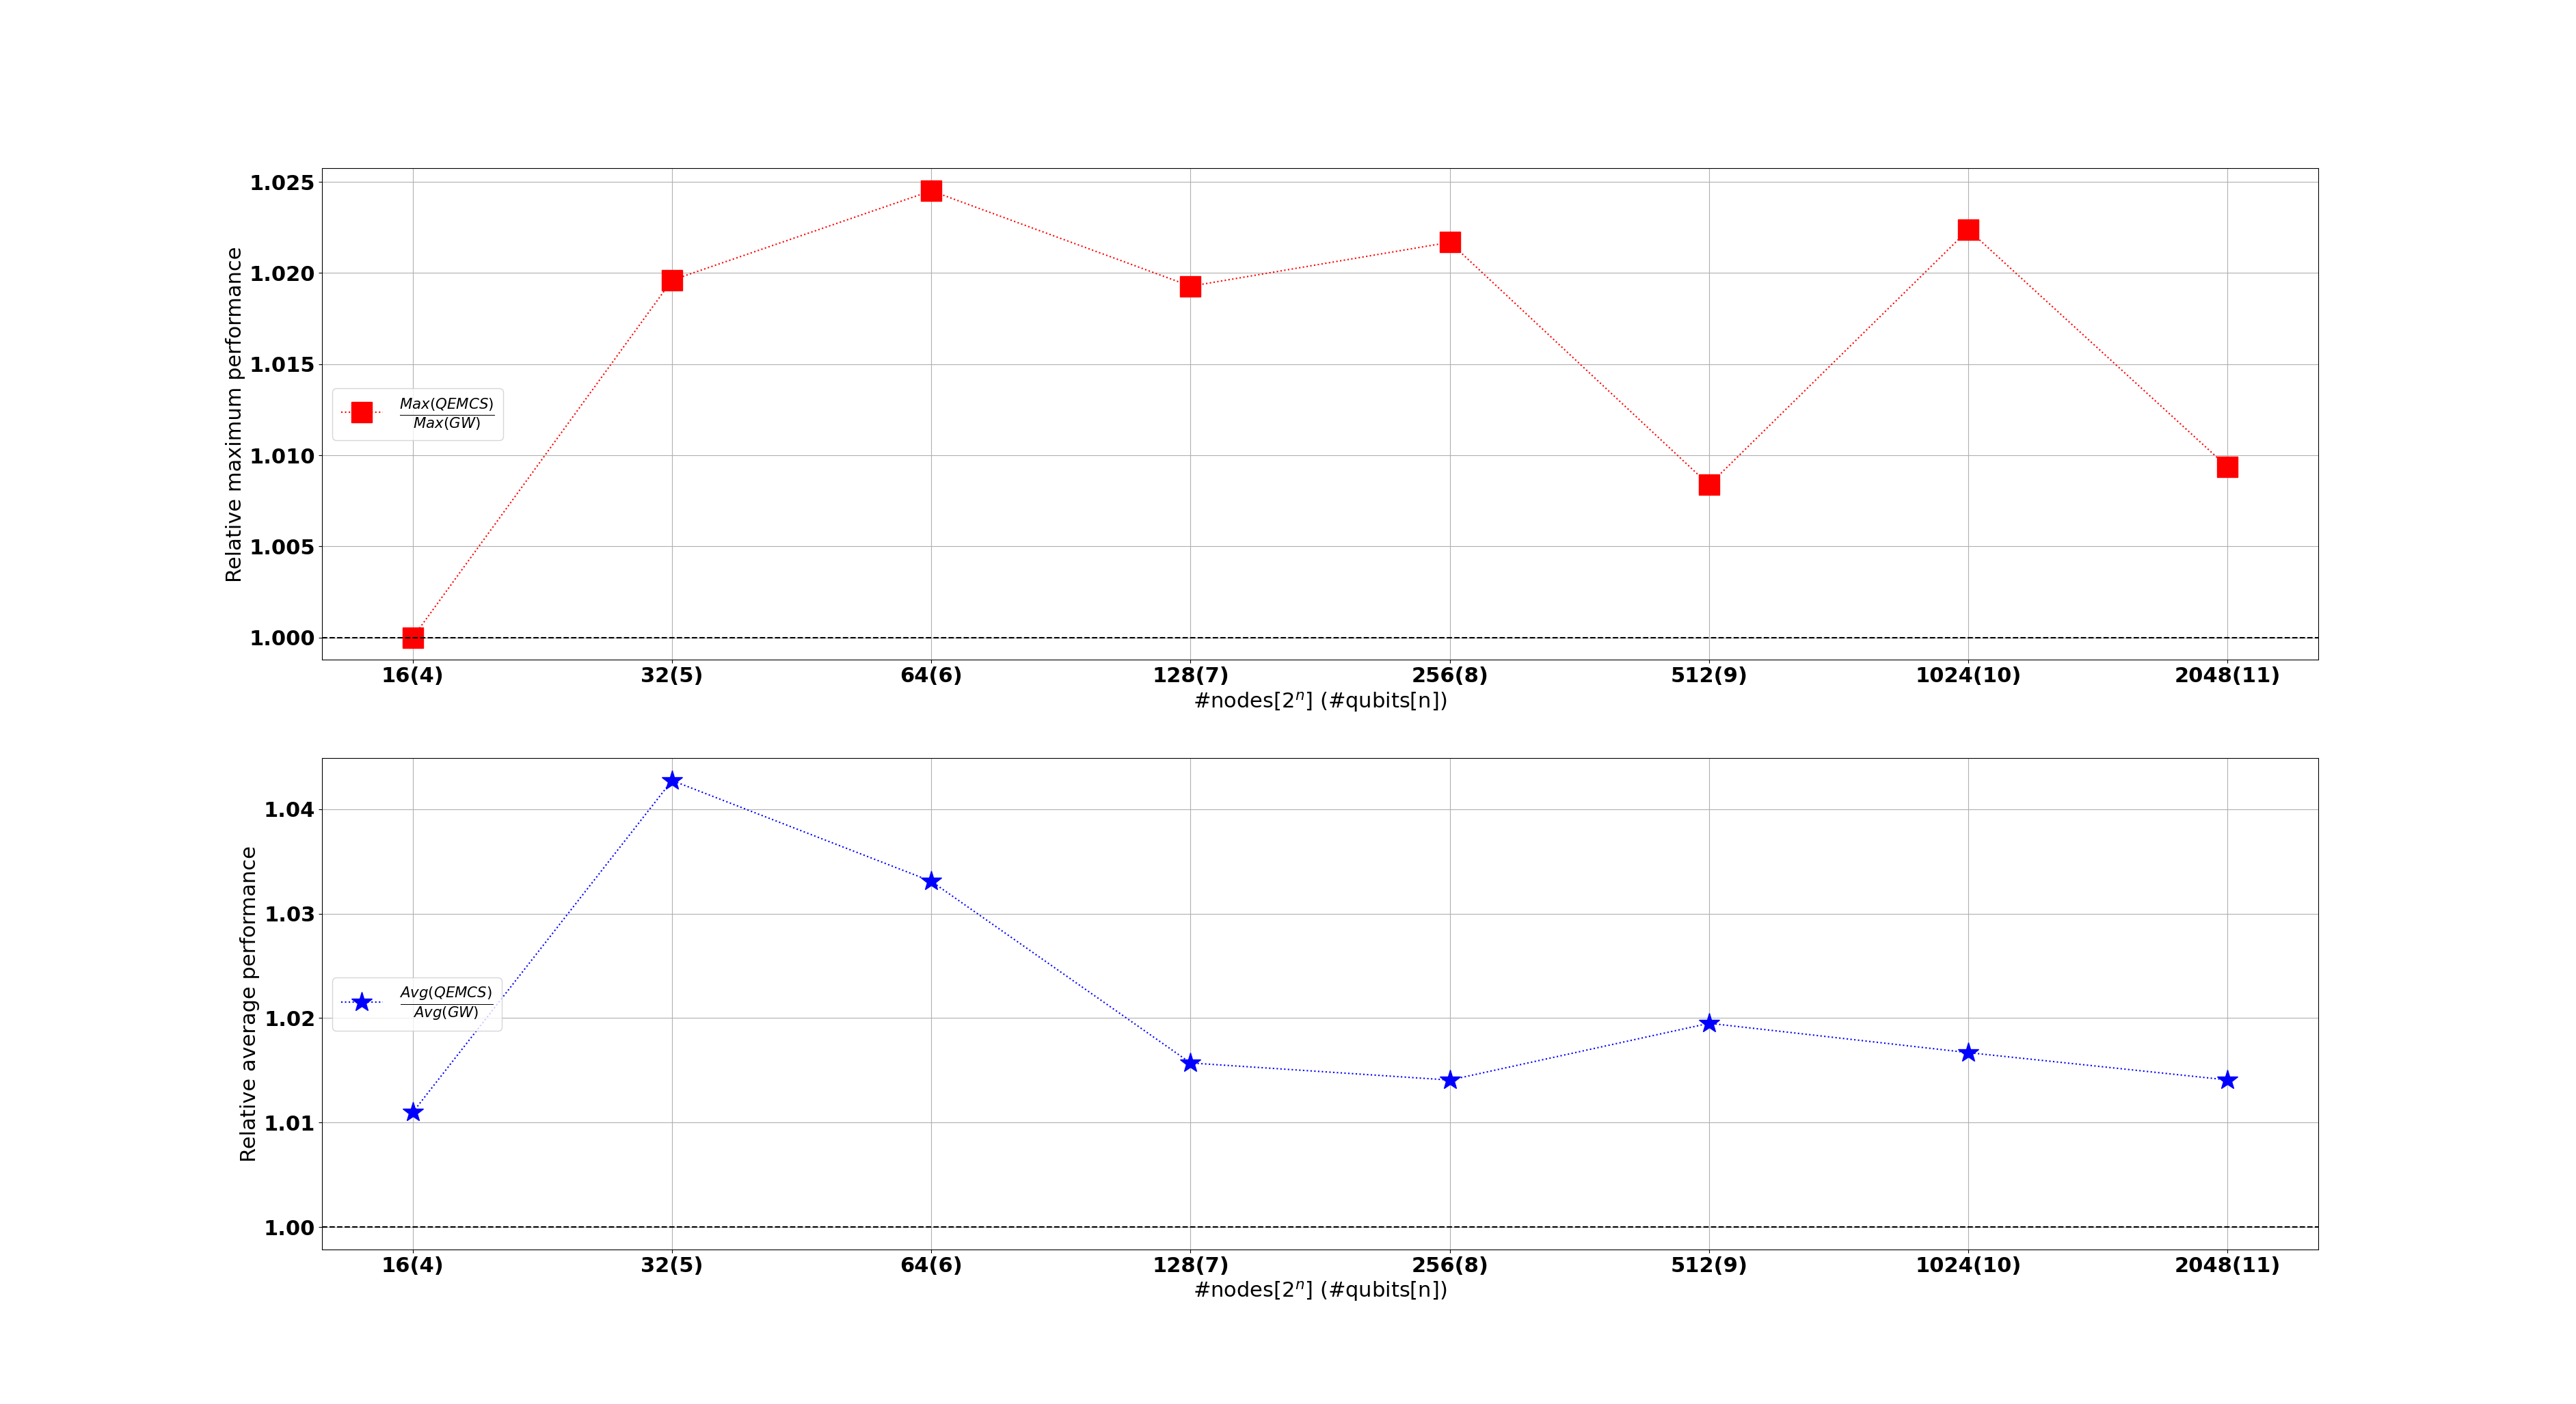 Relative maximum performance
1.025
1.020
1.015
1.010
1.005
1.000
Max(QEMCS)
Max(GW)
16(4) 32(5) 64(6) 128(7) 256(8) 512(9) 1024(10) 2048(11)
#nodes[2ⁿ] (#qubits[n])
Relative average performance
1.04
1.03
1.02
1.01
1.00
Avg(QEMCS)
Avg(GW)
16(4) 32(5) 64(6) 128(7) 256(8) 512(9) 1024(10) 2048(11)
#nodes[2ⁿ] (#qubits[n])